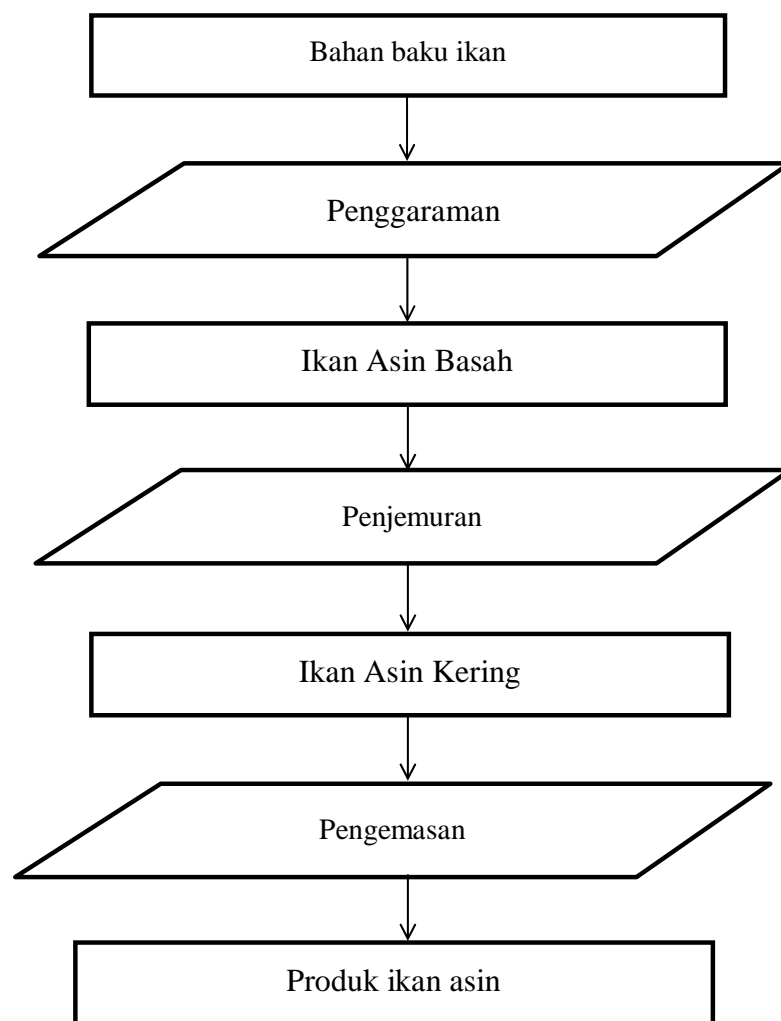 Bahan baku ikan
Penggaraman
Ikan Asin Basah
Penjemuran
Ikan Asin Kering
Pengemasan
Produk ikan asin